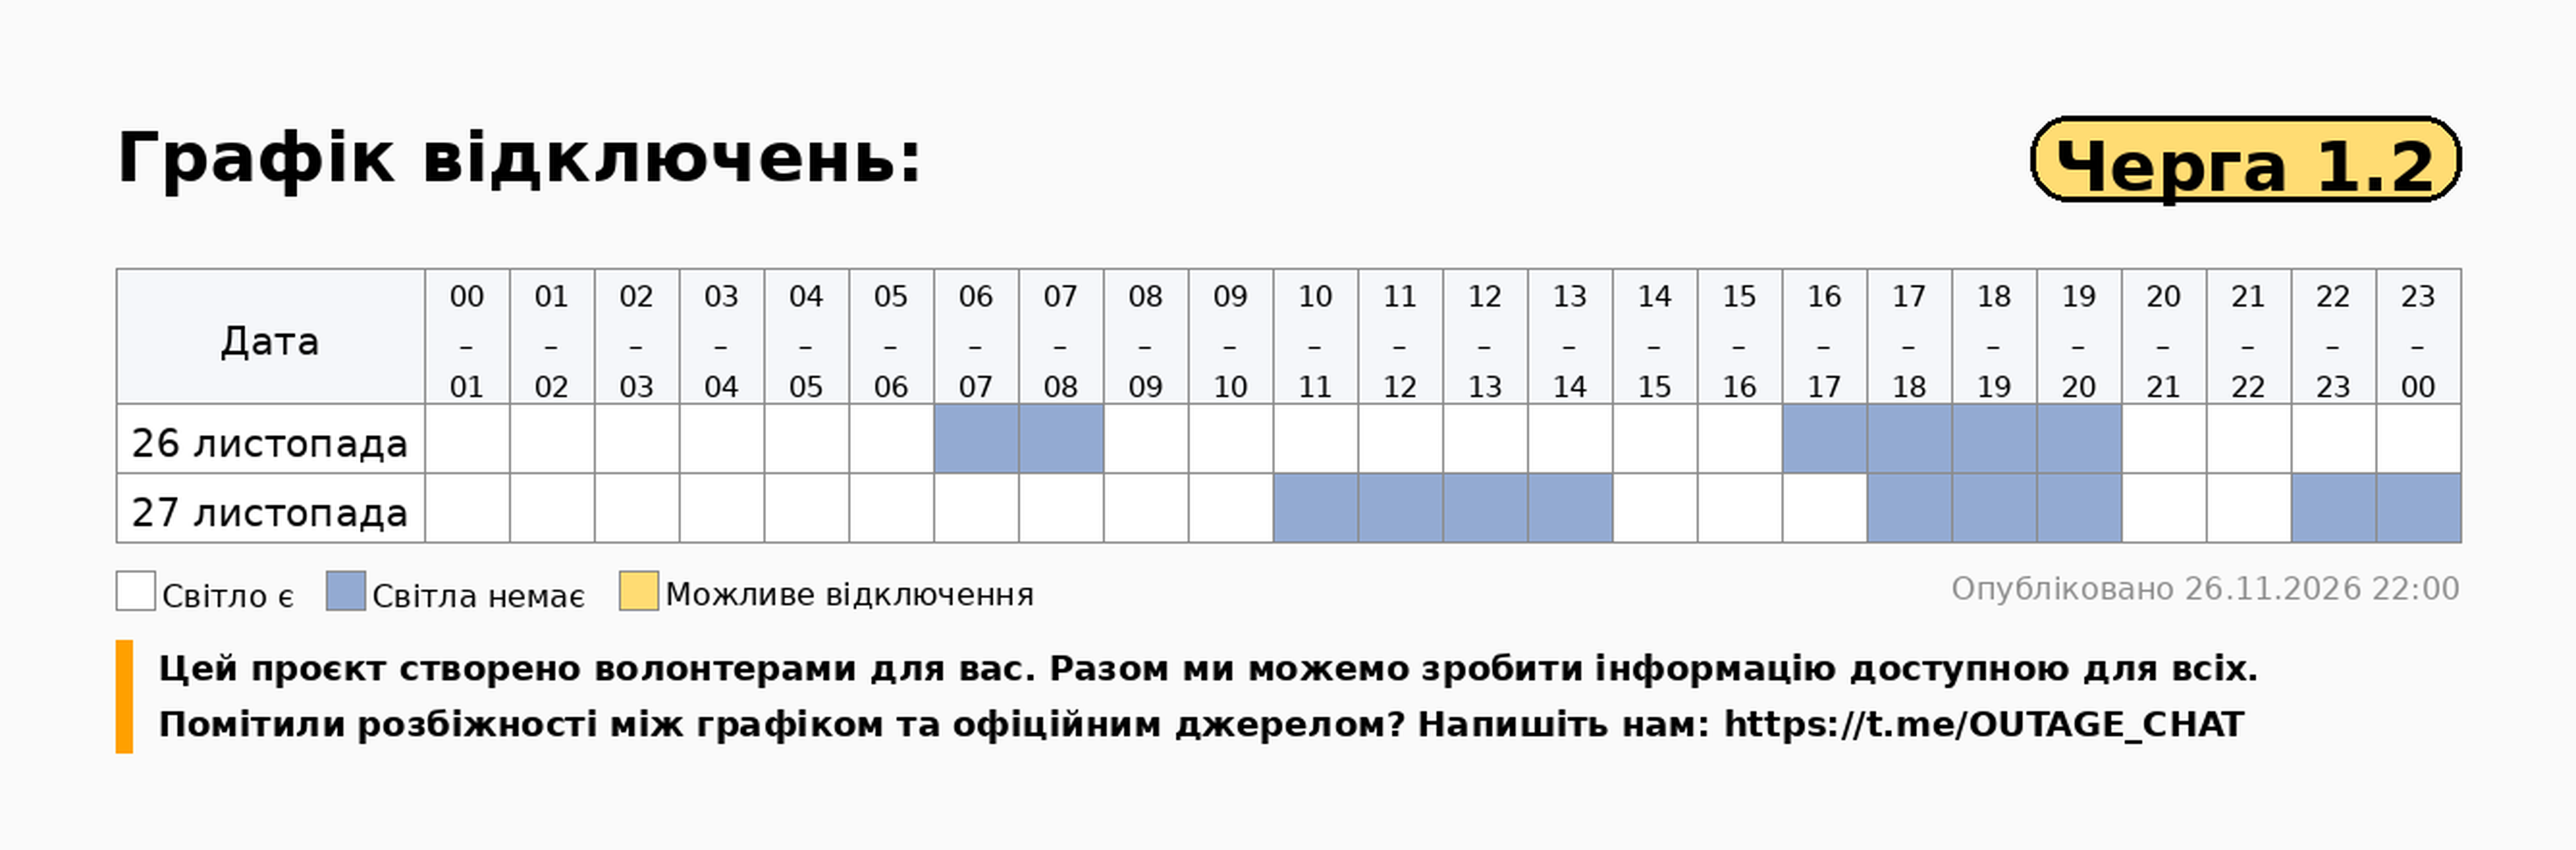 Графік відключень:
Черга 1.2
Дата 00 – 01 01 – 02 02 – 03 03 – 04 04 – 05 05 – 06 06 – 07 07 – 08 08 – 09 09 – 10 10 – 11 11 – 12 12 – 13 13 – 14 14 – 15 15 – 16 16 – 17 17 – 18 18 – 19 19 – 20 20 – 21 21 – 22 22 – 23 23 – 00
26 листопада
27 листопада
Світло є Світла немає Можливе відключення
Опубліковано 26.11.2026 22:00
Цей проєкт створено волонтерами для вас. Разом ми можемо зробити інформацію доступною для всіх.
Помітили розбіжності між графіком та офіційним джерелом? Напишіть нам: https://t.me/OUTAGE_CHAT